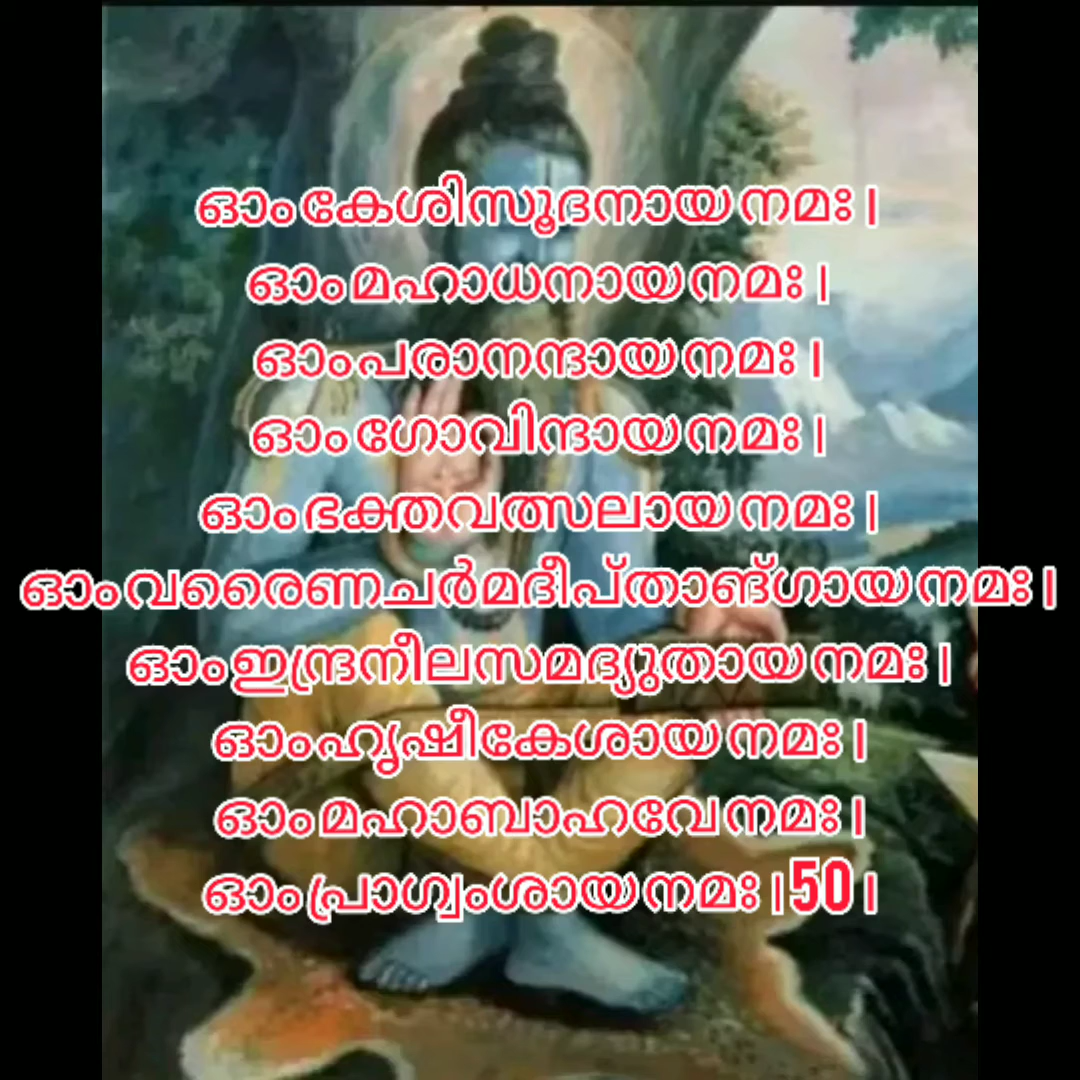 ഓം കേശിസൂദനായ നമഃ ।
ഓം മഹാധനായ നമഃ ।
ഓം പരാനന്ദായ നമഃ ।
ഓം ഗോവിന്ദായ നമഃ ।
ഓം ഭക്തവത്സലായ നമഃ ।
ഓം വരൈണചർമദീപ്താങ്ഗായ നമഃ ।
ഓം ഇന്ദ്രനീലസമദ്യുതായ നമഃ ।
ഓം ഹൃഷീകേശായ നമഃ ।
ഓം മഹാബാഹവേ നമഃ ।
ഓം പ്രാഗ്വംശായ നമഃ । 50 ।